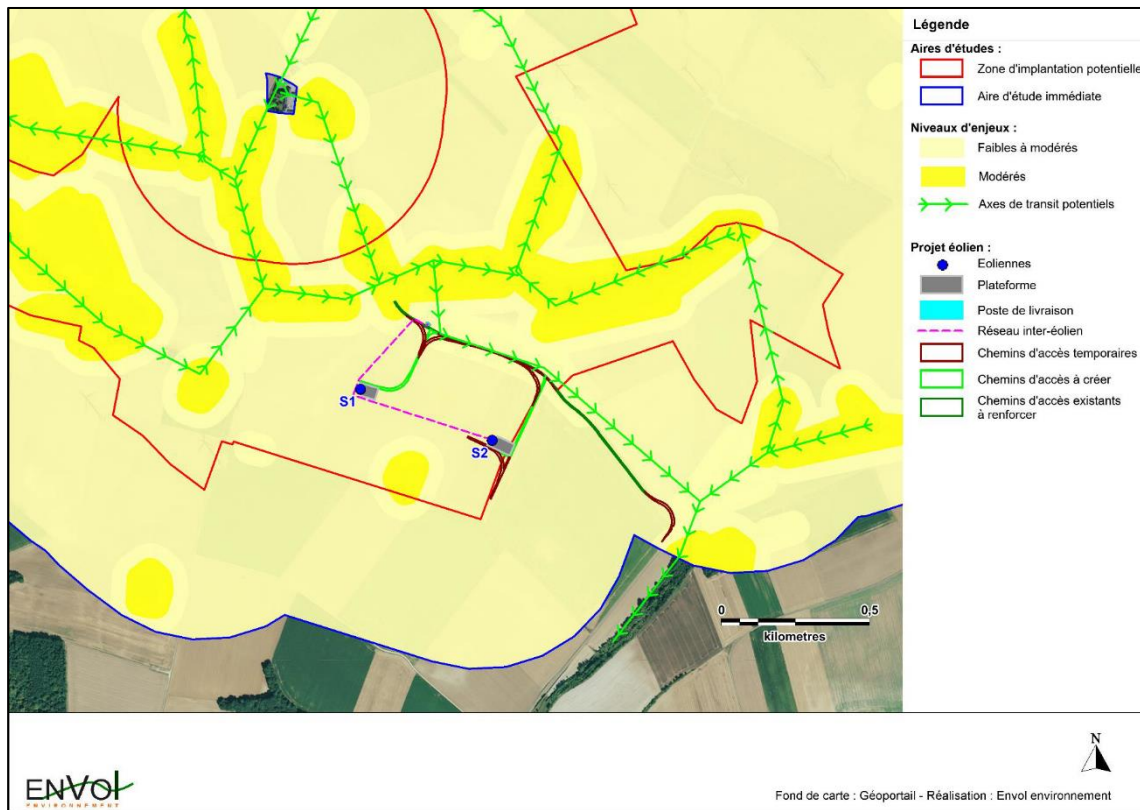 Légende
Aires d'études :
Zone d'implantation potentielle
Aire d'étude immédiate
Niveaux d'enjeux :
Faibles à modérés
Modérés
Axes de transit potentiels
Projet éolien :
Eoliennes
Plateforme
Poste de livraison
Réseau inter-éolien
Chemins d'accès temporaires
Chemins d'accès à créer
Chemins d'accès existants
à renforcer
S1
S2
0 0,5
kilometres
N
ENVOl
ENVIRONNEMENT
Fond de carte : Géoportail - Réalisation : Envol environnement